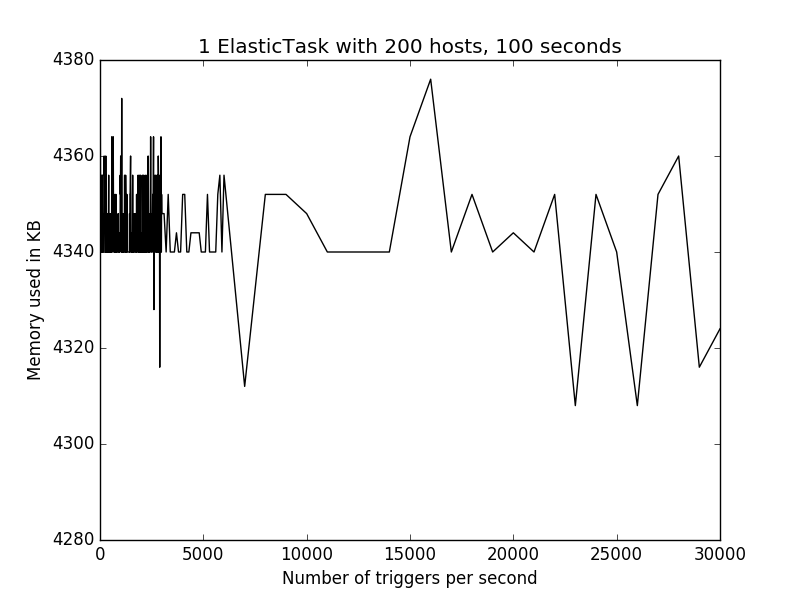 1 ElasticTask with 200 hosts, 100 seconds
4380
4360
4340
4320
4300
4280
Memory used in KB
0 5000 10000 15000 20000 25000 30000
Number of triggers per second